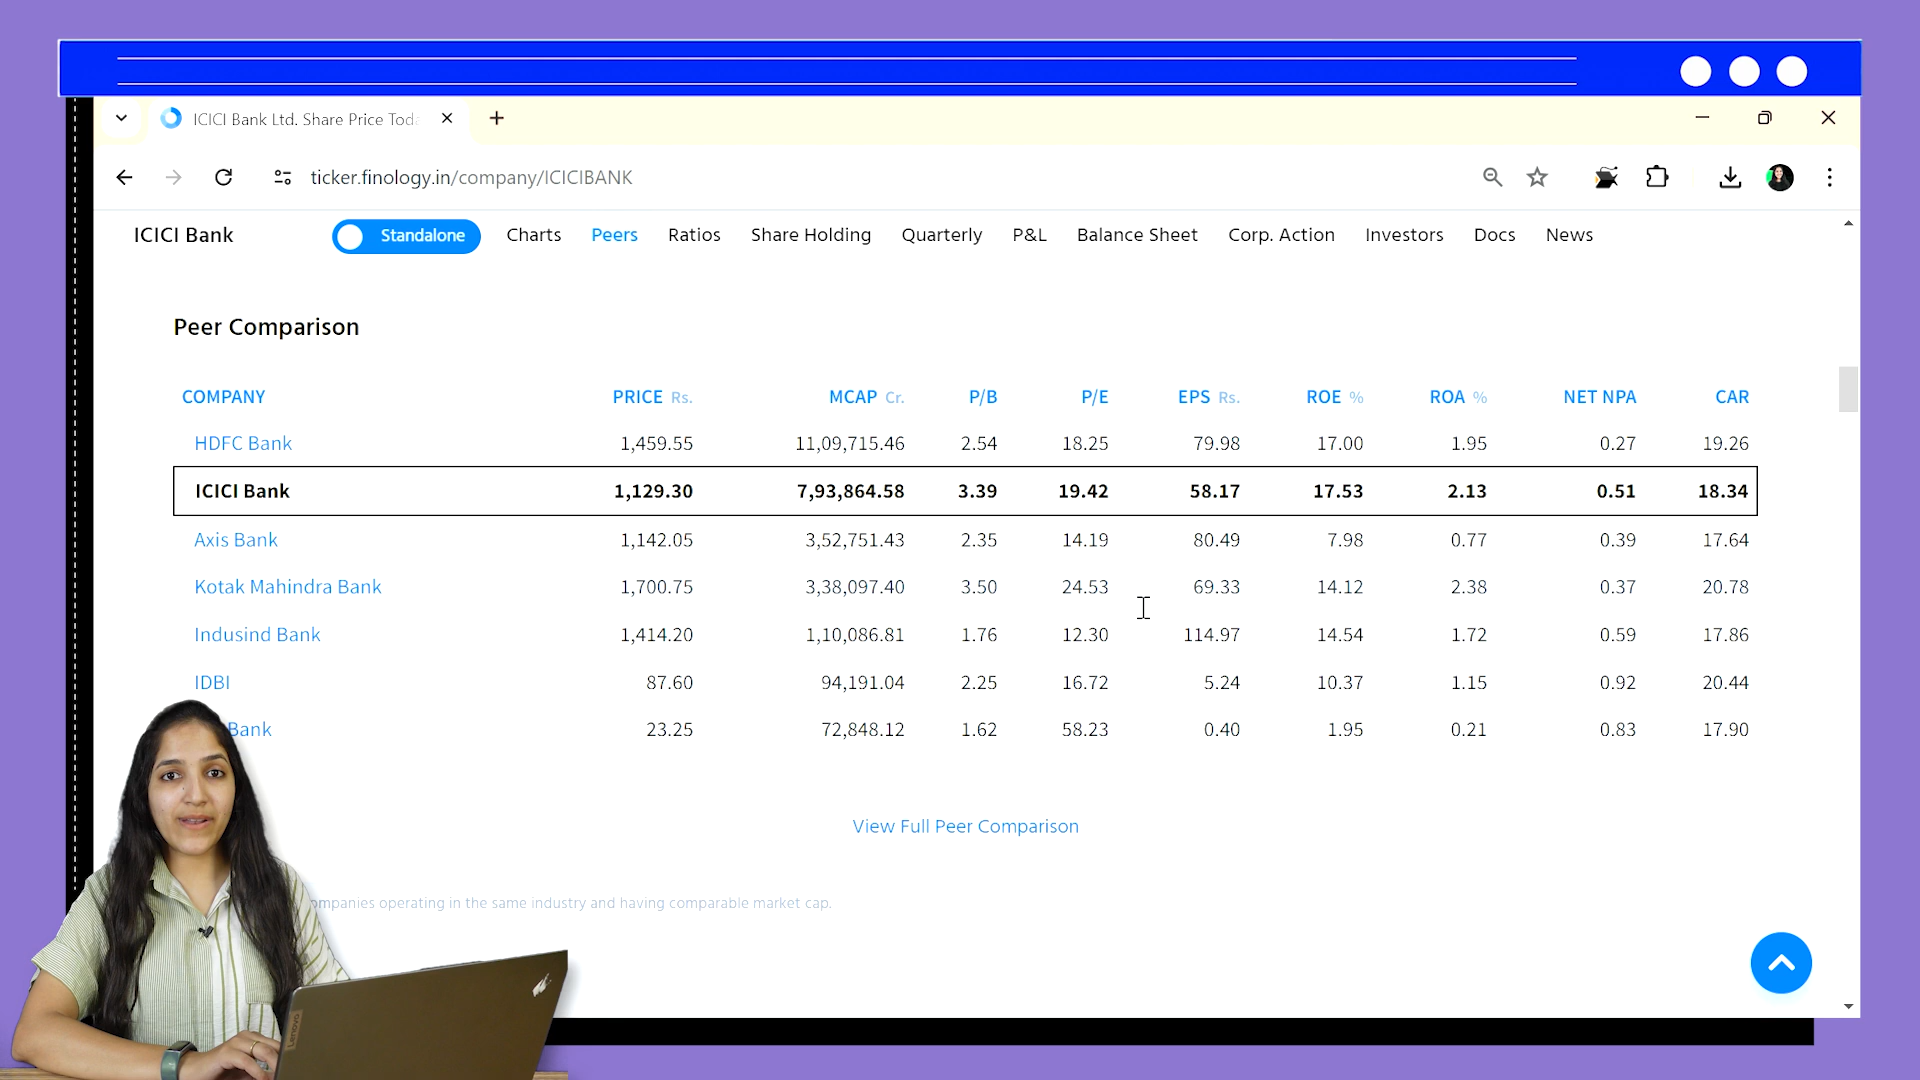 ICICI Bank Ltd. Share Price Tod
ticker.finology.in/company/ICICIBANK
ICICI Bank Standalone Charts Peers Ratios Share Holding Quarterly P&L Balance Sheet Corp. Action Investors Docs News
Peer Comparison
COMPANY PRICE Rs. MCAP Cr. P/B P/E EPS Rs. ROE % ROA % NET NPA CAR
HDFC Bank 1,459.55 11,09,715.46 2.54 18.25 79.98 17.00 1.95 0.27 19.26
ICICI Bank 1,129.30 7,93,864.58 3.39 19.42 58.17 17.53 2.13 0.51 18.34
Axis Bank 1,142.05 3,52,751.43 2.35 14.19 80.49 7.98 0.77 0.39 17.64
Kotak Mahindra Bank 1,700.75 3,38,097.40 3.50 24.53 69.33 14.12 2.38 0.37 20.78
Indusind Bank 1,414.20 1,10,086.81 1.76 12.30 114.97 14.54 1.72 0.59 17.86
IDBI 87.60 94,191.04 2.25 16.72 5.24 10.37 1.15 0.92 20.44
Bank 23.25 72,848.12 1.62 58.23 0.40 1.95 0.21 0.83 17.90
View Full Peer Comparison
ompanies operating in the same industry and having comparable market cap.
Lenovo